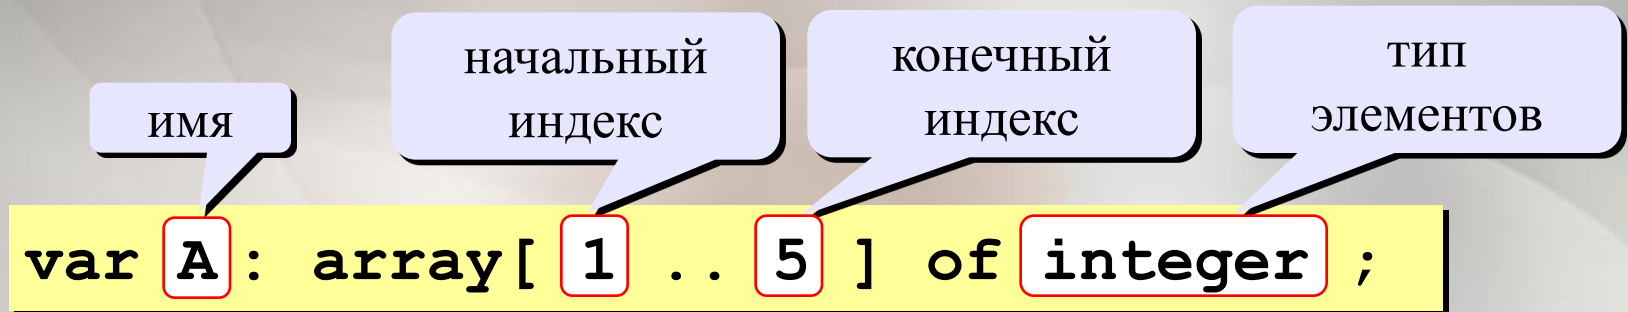 имя
начальный
индекс
конечный
индекс
тип
элементов
var A: array[ 1 .. 5 ] of integer ;